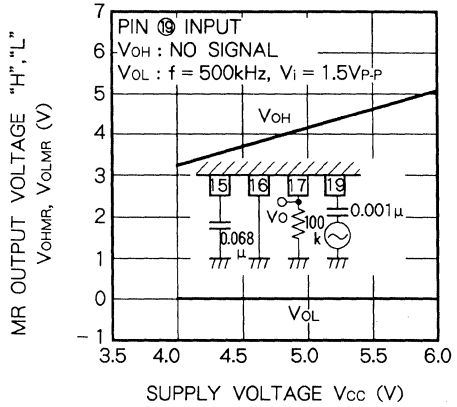 PIN ⑲ INPUT
VOH : NO SIGNAL
VOL : f = 500kHz, Vi = 1.5VP-P
MR OUTPUT VOLTAGE "H","L"
VOHMR, VOLMR (V)
7
6
5
4
3
2
1
0
-1
VOH
15
16
17
19
VO
0.068
μ
100
k
0.001μ
VOL
3.5
4.0
4.5
5.0
5.5
6.0
SUPPLY VOLTAGE VCC (V)